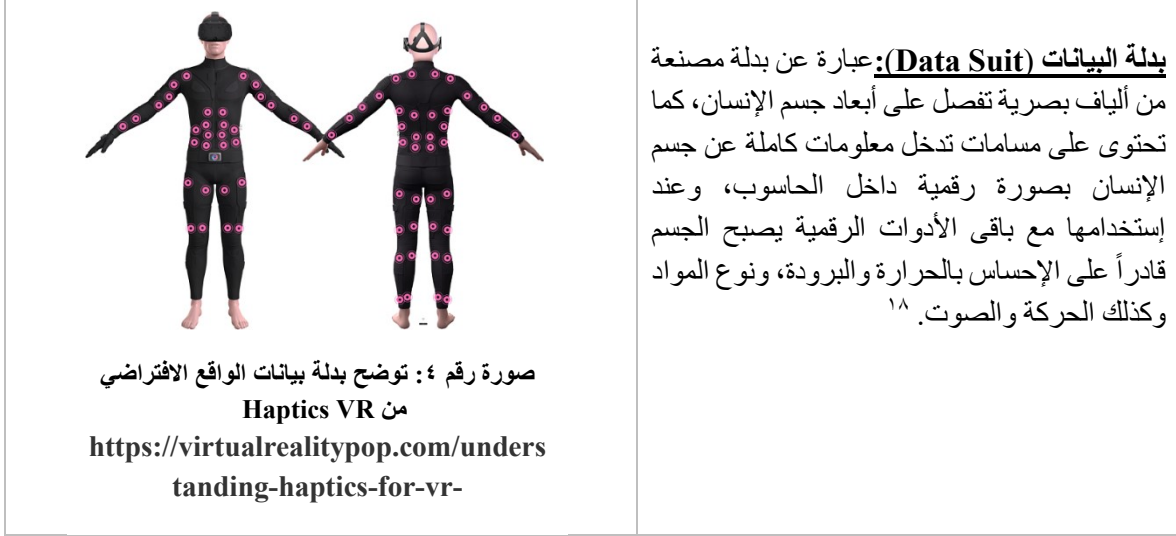 بدلة البيانات (Data Suit): عبارة عن بدلة مصنعة
من ألياف بصرية تفصل على أبعاد جسم الإنسان، كما
تحتوى على مسامات تدخل معلومات كاملة عن جسم
الإنسان بصورة رقمية داخل الحاسوب، وعند
إستخدامها مع باقى الأدوات الرقمية يصبح الجسم
قادراً على الإحساس بالحرارة والبرودة، ونوع المواد
وكذلك الحركة والصوت. ١٨
صورة رقم ٤: توضح بدلة بيانات الواقع الافتراضي
من Haptics VR
https://virtualrealitypop.com/unders
tanding-haptics-for-vr-